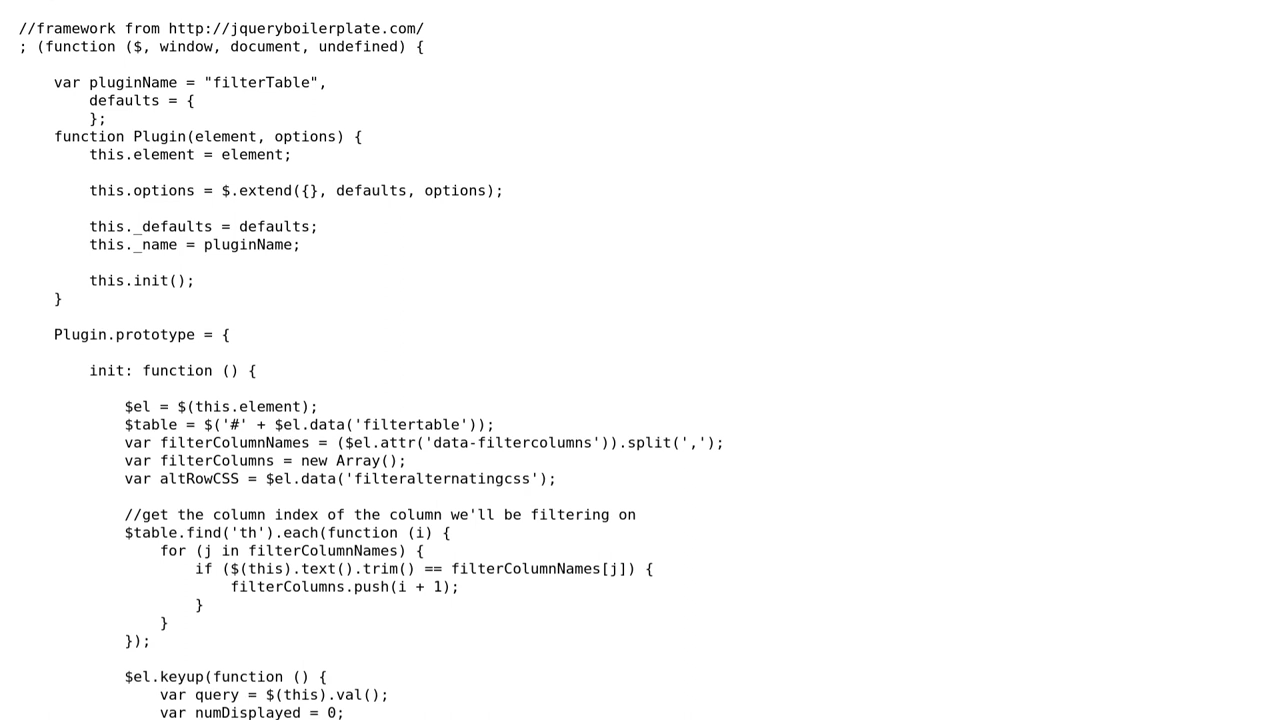 //framework from http://jqueryboilerplate.com/
; (function ($, window, document, undefined) {

    var pluginName = "filterTable",
        defaults = {
        };
    function Plugin(element, options) {
        this.element = element;

        this.options = $.extend({}, defaults, options);

        this._defaults = defaults;
        this._name = pluginName;

        this.init();
    }

    Plugin.prototype = {

        init: function () {

            $el = $(this.element);
            $table = $('#' + $el.data('filtertable'));
            var filterColumnNames = ($el.attr('data-filtercolumns')).split(',');
            var filterColumns = new Array();
            var altRowCSS = $el.data('filteralternatingcss');

            //get the column index of the column we'll be filtering on
            $table.find('th').each(function (i) {
                for (j in filterColumnNames) {
                    if ($(this).text().trim() == filterColumnNames[j]) {
                        filterColumns.push(i + 1);
                    }
                }
            });

            $el.keyup(function () {
                var query = $(this).val();
                var numDisplayed = 0;